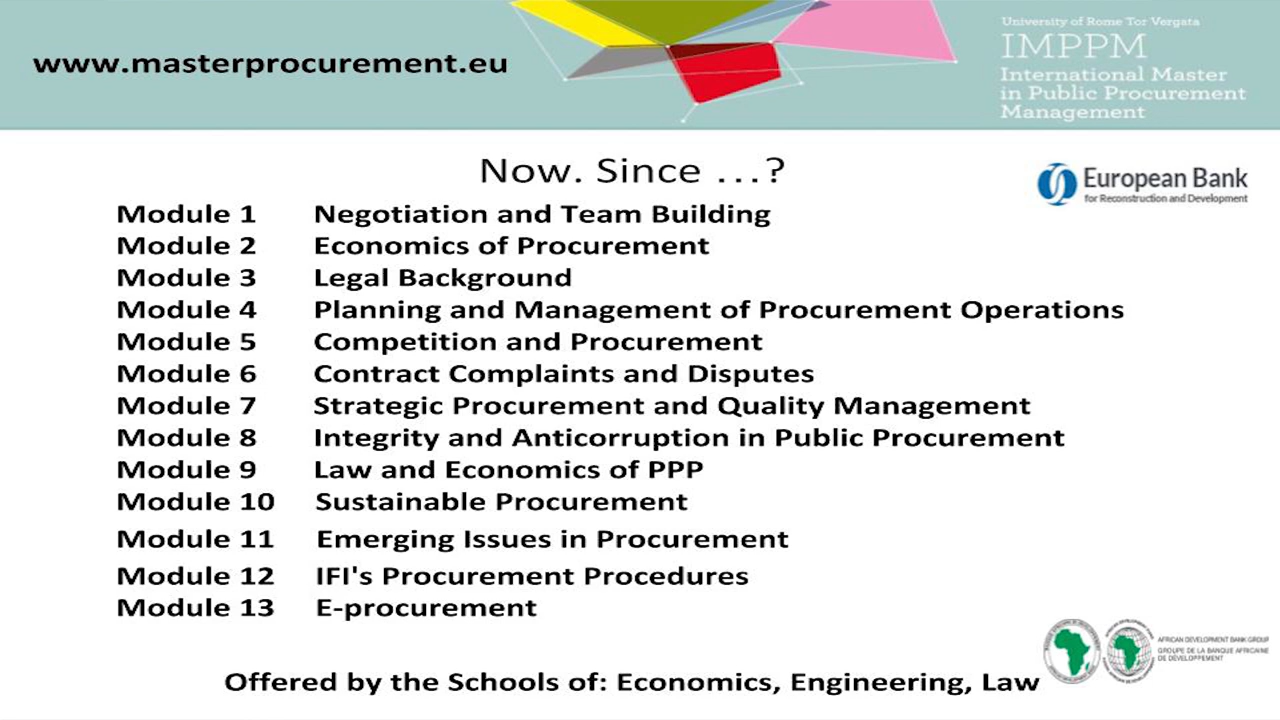 www.masterprocurement.eu
University of Rome Tor Vergata
IMPPM
International Master
in Public Procurement
Management
Now. Since ...?
European Bank
for Reconstruction and Development
Module 1 Negotiation and Team Building
Module 2 Economics of Procurement
Module 3 Legal Background
Module 4 Planning and Management of Procurement Operations
Module 5 Competition and Procurement
Module 6 Contract Complaints and Disputes
Module 7 Strategic Procurement and Quality Management
Module 8 Integrity and Anticorruption in Public Procurement
Module 9 Law and Economics of PPP
Module 10 Sustainable Procurement
Module 11 Emerging Issues in Procurement
Module 12 IFI's Procurement Procedures
Module 13 E-procurement
AFRICAN DEVELOPMENT BANK GROUP
GROUPE DE LA BANQUE AFRICAINE
DE DÉVELOPPEMENT
Offered by the Schools of: Economics, Engineering, Law